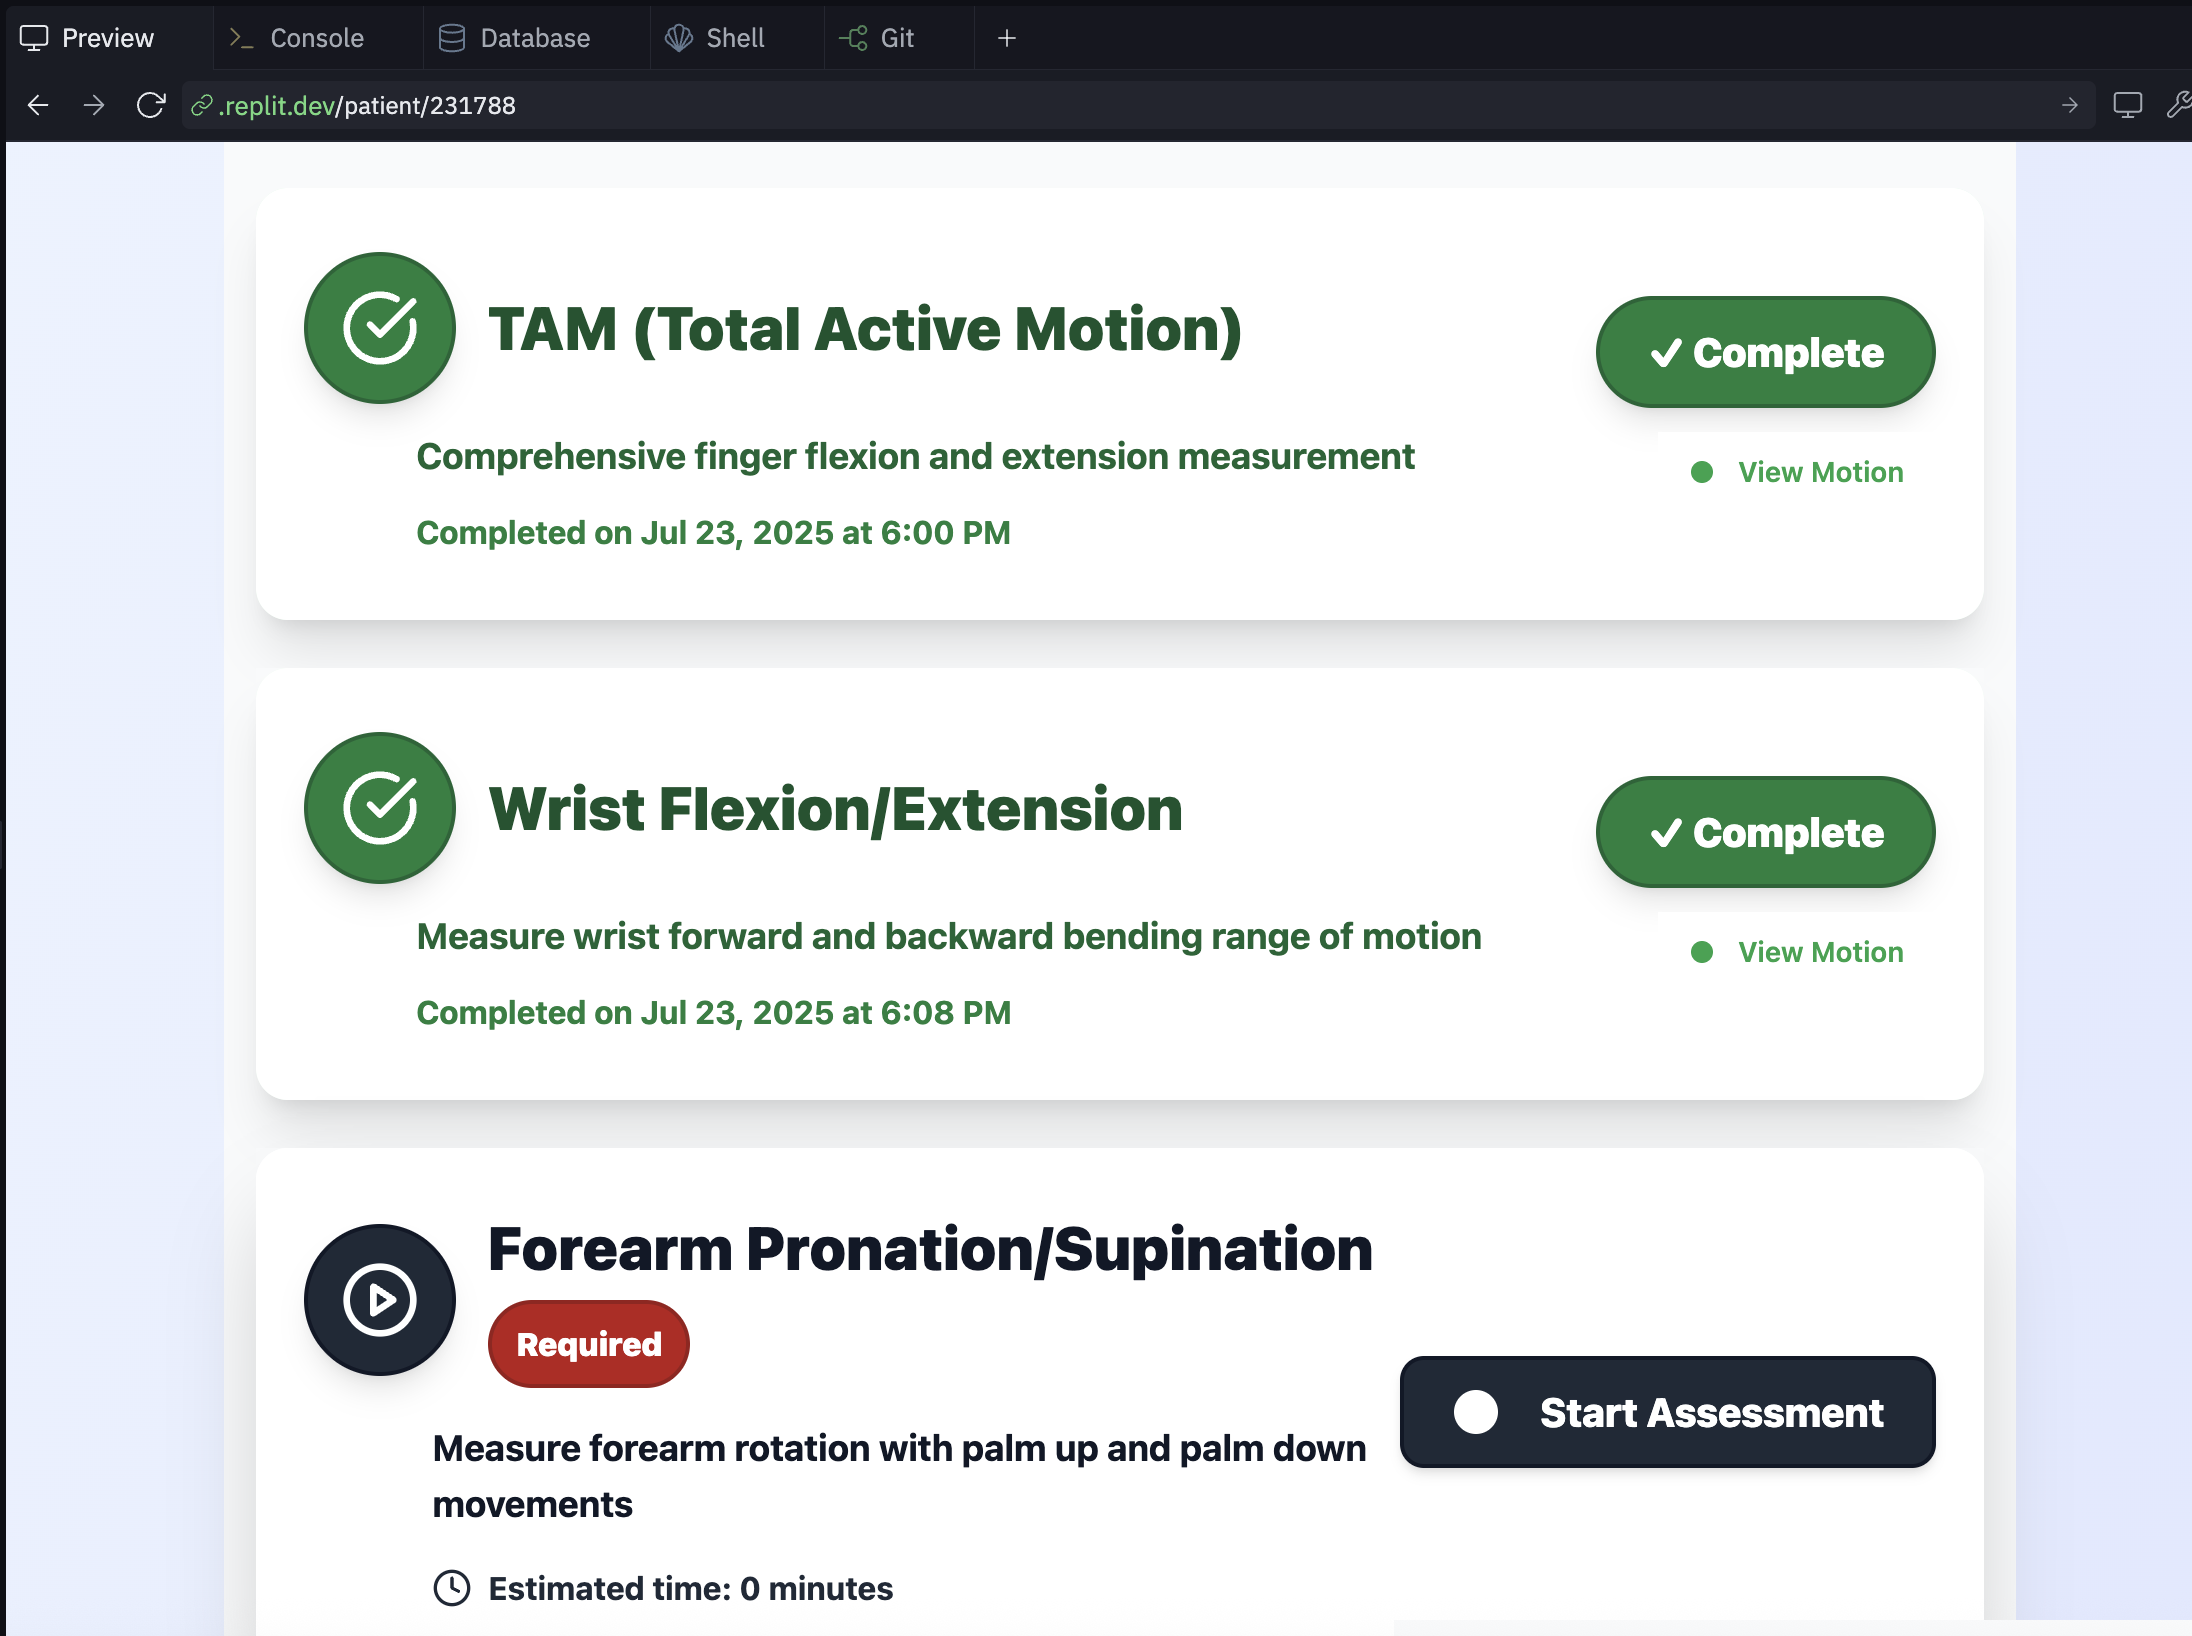 Preview
Console
Database
Shell
Git
.replit.dev/patient/231788
TAM (Total Active Motion)
✓ Complete
Comprehensive finger flexion and extension measurement
View Motion
Completed on Jul 23, 2025 at 6:00 PM
Wrist Flexion/Extension
✓ Complete
Measure wrist forward and backward bending range of motion
View Motion
Completed on Jul 23, 2025 at 6:08 PM
Forearm Pronation/Supination
Required
Start Assessment
Measure forearm rotation with palm up and palm down
movements
Estimated time: 0 minutes